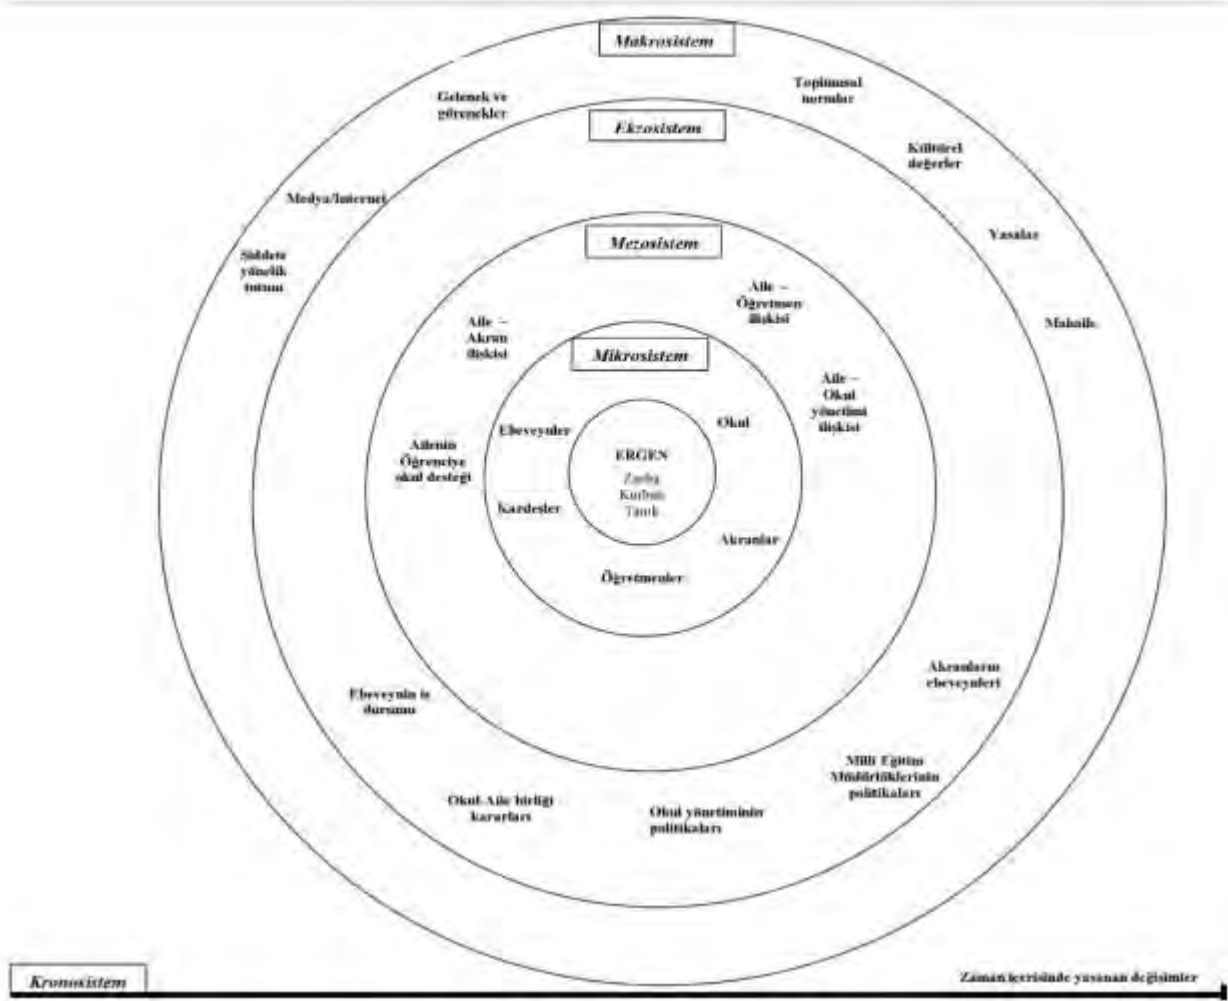 Makrosistem
Gelenek ve
görenekler
Toplumsal
normlar
Ekzosistem
Kültürel
değerler
Medya/Internet
Yasalar
Şiddete
yönelik
tutum
Mezosistem
Aile –
Öğretmen
ilişkisi
Aile –
Akran
ilişkisi
Mahalle
Mikrosistem
Aile –
Okul
yönetimi
ilişkisi
Ebeveynler
Okul
Ailenin
Öğrenciye
okul desteği
ERGEN
Zorba
Kurban
Tanık
Kardeşler
Akranlar
Öğretmenler
Akranların
ebeveynleri
Ebeveynin iş
durumu
Milli Eğitim
Müdürlüklerinin
politikaları
Okul-Aile birliği
kararları
Okul yönetiminin
politikaları
Kronosistem
Zaman içerisinde yaşanan değişimler